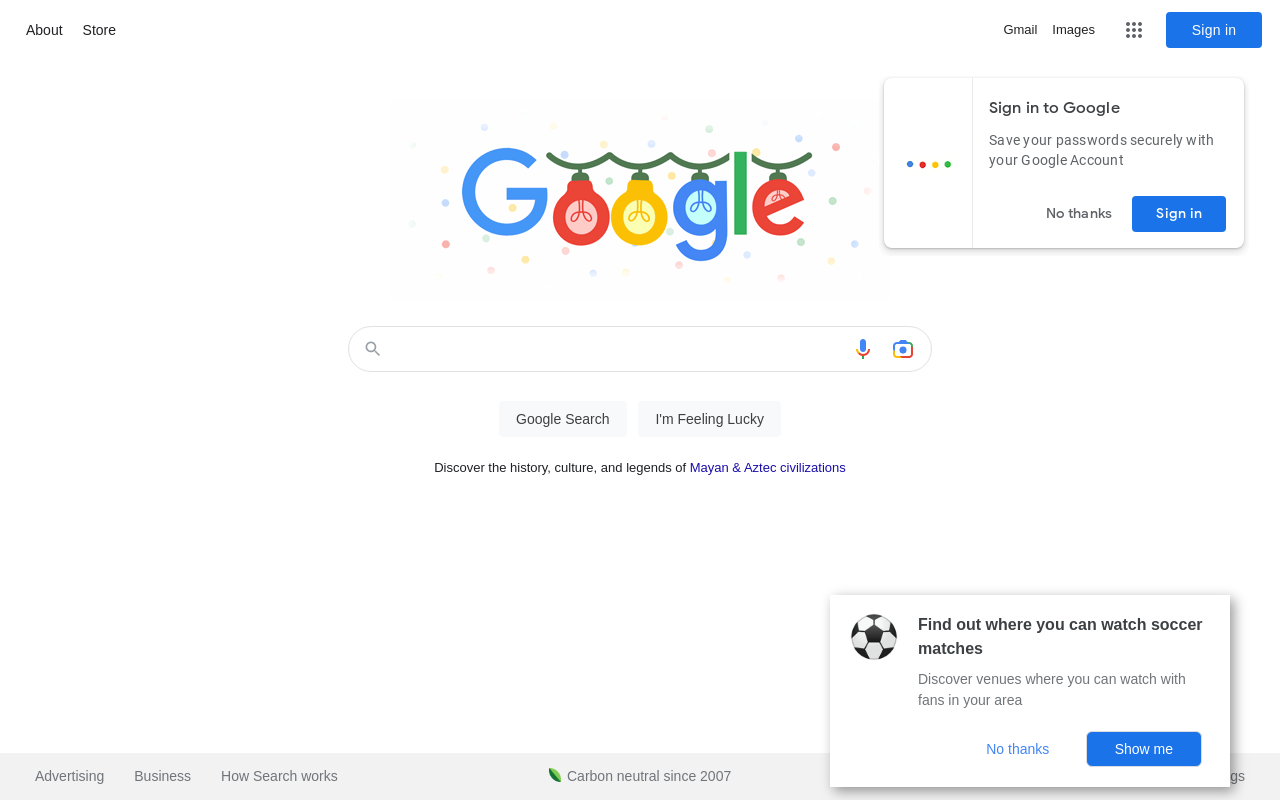 About Store
Gmail Images Sign in
Google
Sign in to Google
Save your passwords securely with
your Google Account
No thanks Sign in
Google Search I'm Feeling Lucky
Discover the history, culture, and legends of Mayan & Aztec civilizations
Find out where you can watch soccer
matches
Discover venues where you can watch with
fans in your area
No thanks Show me
Advertising Business How Search works Carbon neutral since 2007